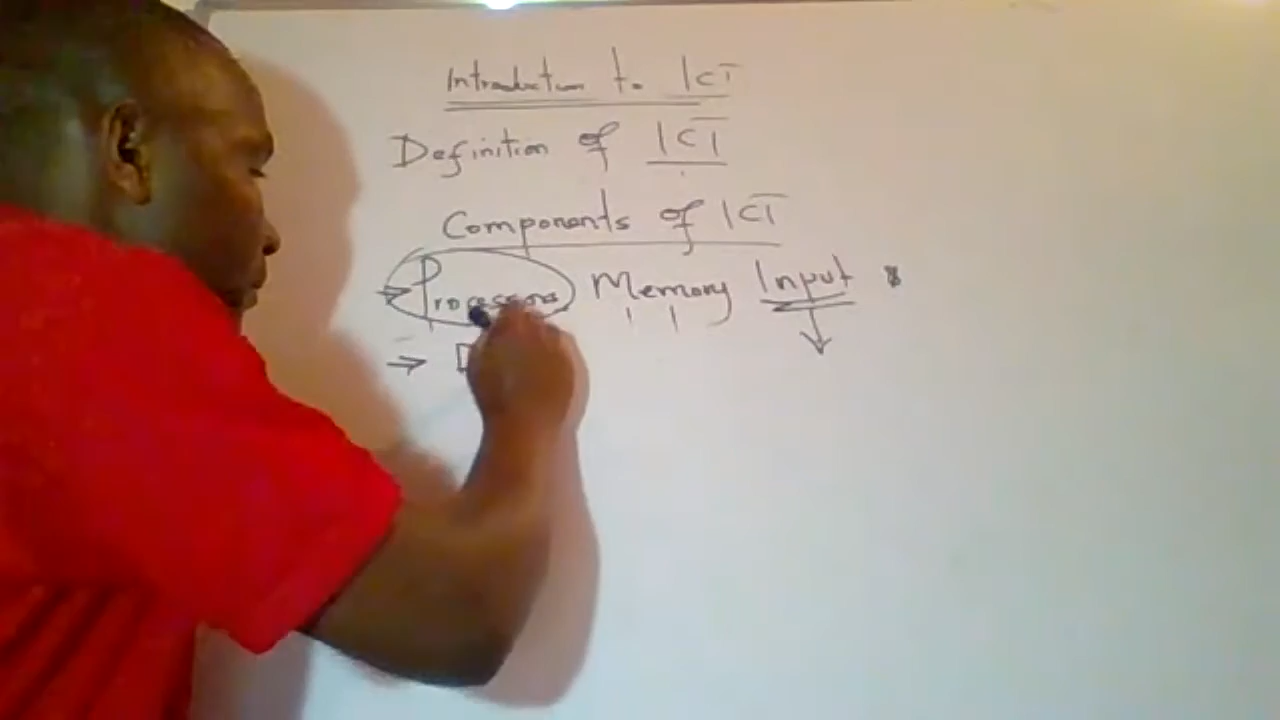 Introduction to ICT
Definition of ICT
Components of ICT
→ Processors Memory Input
→ D